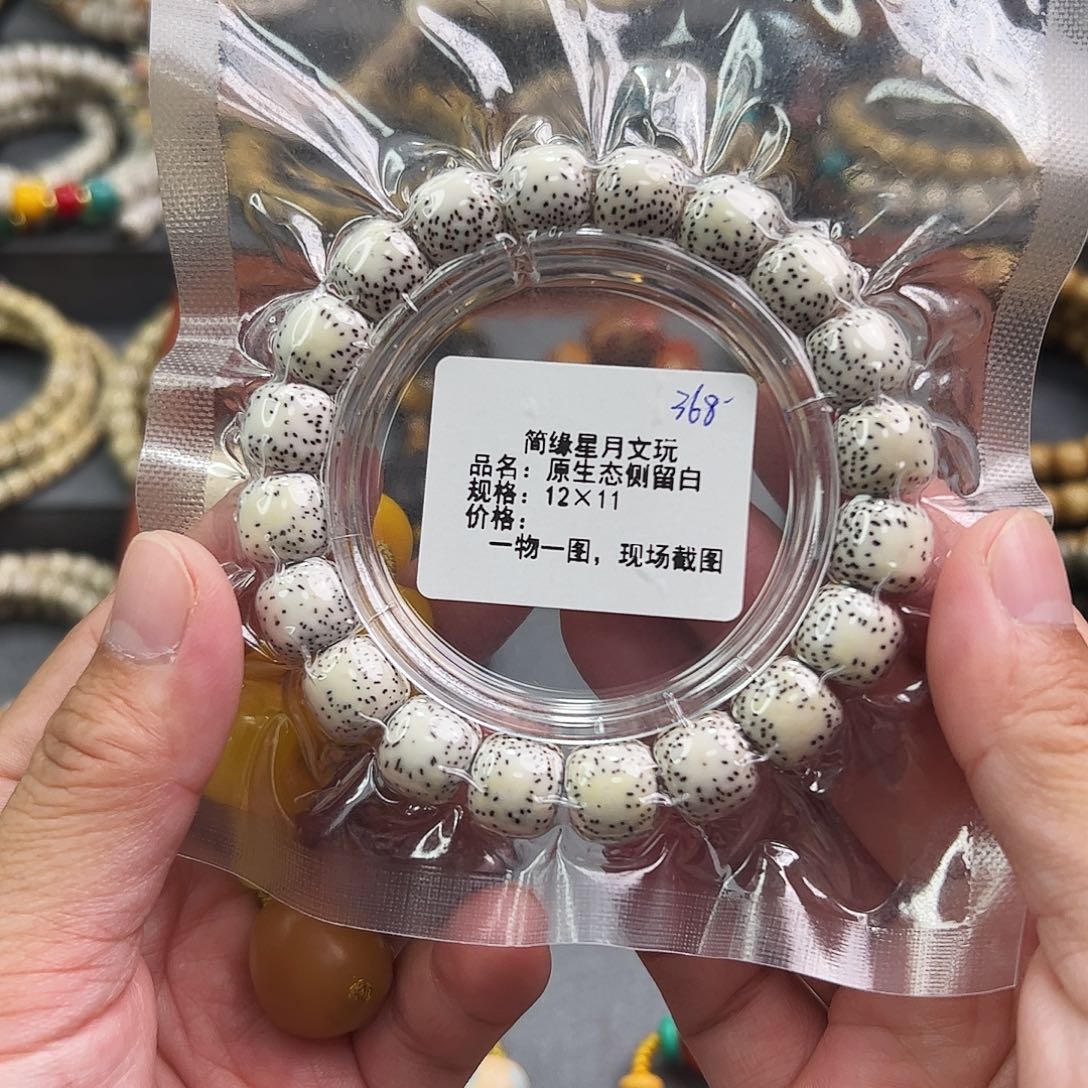 368-
简缘星月文玩
品名：原生态侧留白
规格：12×11
价格：
一物一图，现场截图